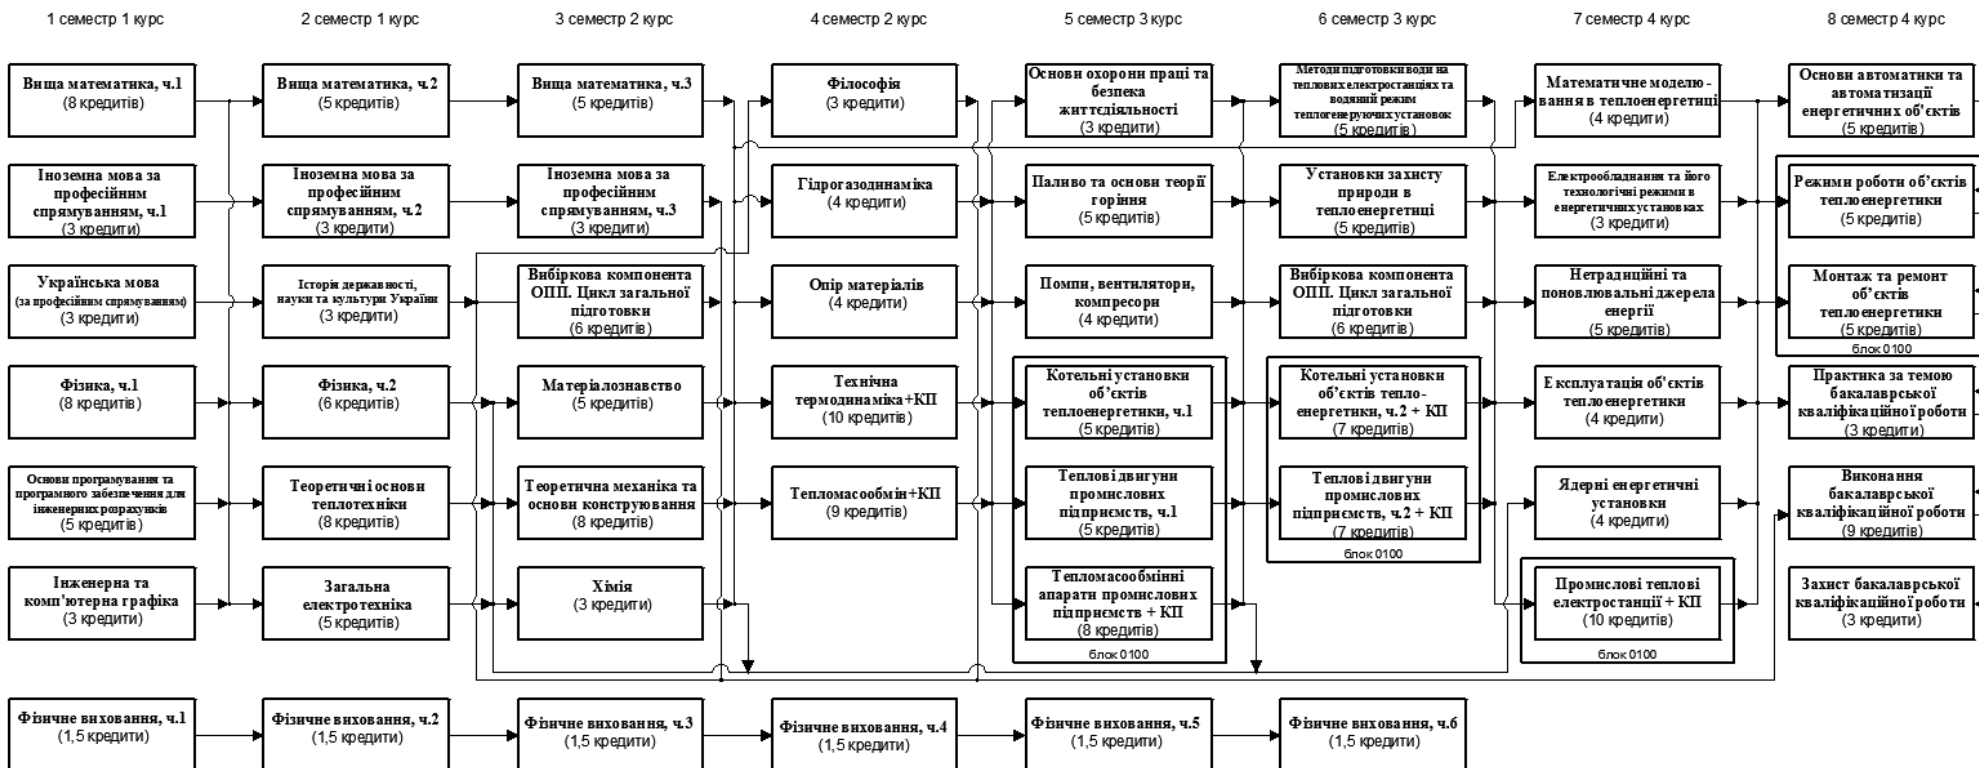 1 семестр 1 курс
2 семестр 1 курс
3 семестр 2 курс
4 семестр 2 курс
5 семестр 3 курс
6 семестр 3 курс
7 семестр 4 курс
8 семестр 4 курс
Вища математика, ч.1
(8 кредитів)
Вища математика, ч.2
(5 кредитів)
Вища математика, ч.3
(5 кредитів)
Філософія
(3 кредити)
Основи охорони праці та
безпека
життєдіяльності
(3 кредити)
Методи підготовки води на
теплових електростанціях та
водяний режим
теплогенеруючих установок
(5 кредитів)
Математичне моделю-
вання в теплоенергетиці
(4 кредити)
Основи автоматики та
автоматизації
енергетичних об'єктів
(5 кредитів)
Іноземна мова за
професійним
спрямуванням, ч.1
(3 кредити)
Іноземна мова за
професійним
спрямуванням, ч.2
(3 кредити)
Іноземна мова за
професійним
спрямуванням, ч.3
(3 кредити)
Гідрогазодинаміка
(4 кредити)
Паливо та основи теорії
горіння
(5 кредитів)
Установки захисту
природи в
теплоенергетиці
(5 кредитів)
Електрообладнання та його
технологічні режими в
енергетичних установках
(3 кредити)
Режими роботи об’єктів
теплоенергетики
(5 кредитів)
Українська мова
(за професійним спрямуванням)
(3 кредити)
Історія державності,
науки та культури України
(3 кредити)
Вибіркова компонента
ОПП. Цикл загальної
підготовки
(6 кредитів)
Опір матеріалів
(4 кредити)
Помпи, вентилятори,
компресори
(4 кредити)
Вибіркова компонента
ОПП. Цикл загальної
підготовки
(6 кредитів)
Нетрадиційні та
поновлювальні джерела
енергії
(5 кредитів)
Монтаж та ремонт
об’єктів
теплоенергетики
(5 кредитів)
блок 0100
Фізика, ч.1
(8 кредитів)
Фізика, ч.2
(6 кредитів)
Матеріалознавство
(5 кредитів)
Технічна
термодинаміка+КП
(10 кредитів)
Котельні установки
об’єктів
теплоенергетики, ч.1
(5 кредитів)
Котельні установки
об’єктів тепло-
енергетики, ч.2 + КП
(7 кредитів)
Експлуатація об'єктів
теплоенергетики
(4 кредити)
Практика за темою
бакалаврської
кваліфікаційної роботи
(3 кредити)
Основи програмування та
програмного забезпечення для
інженерних розрахунків
(5 кредитів)
Теоретичні основи
теплотехніки
(8 кредитів)
Теоретична механіка та
основи конструювання
(8 кредитів)
Тепломасообмін+КП
(9 кредитів)
Теплові двигуни
промислових
підприємств, ч.1
(5 кредитів)
Теплові двигуни
промислових
підприємств, ч.2 + КП
(7 кредитів)
блок 0100
Ядерні енергетичні
установки
(4 кредити)
Виконання
бакалаврської
кваліфікаційної роботи
(9 кредитів)
Інженерна та
комп'ютерна графіка
(3 кредити)
Загальна
електротехніка
(5 кредитів)
Хімія
(3 кредити)
Тепломасообмінні
апарати промислових
підприємств + КП
(8 кредитів)
блок 0100
Промислові теплові
електростанції + КП
(10 кредитів)
блок 0100
Захист бакалаврської
кваліфікаційної роботи
(3 кредити)
Фізичне виховання, ч.1
(1,5 кредити)
Фізичне виховання, ч.2
(1,5 кредити)
Фізичне виховання, ч.3
(1,5 кредити)
Фізичне виховання, ч.4
(1,5 кредити)
Фізичне виховання, ч.5
(1,5 кредити)
Фізичне виховання, ч.6
(1,5 кредити)